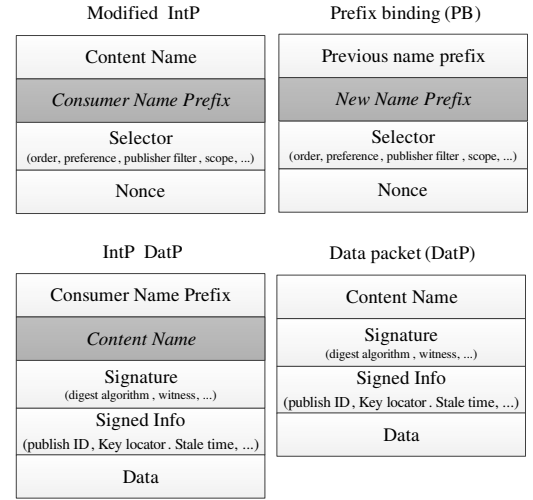 Modified IntP
Content Name
Consumer Name Prefix
Selector
(order, preference, publisher filter, scope, ...)
Nonce
Prefix binding (PB)
Previous name prefix
New Name Prefix
Selector
(order, preference, publisher filter, scope, ...)
Nonce
IntP DatP
Consumer Name Prefix
Content Name
Signature
(digest algorithm, witness, ...)
Signed Info
(publish ID, Key locator. Stale time, ...)
Data
Data packet (DatP)
Content Name
Signature
(digest algorithm, witness, ...)
Signed Info
(publish ID, Key locator. Stale time, ...)
Data